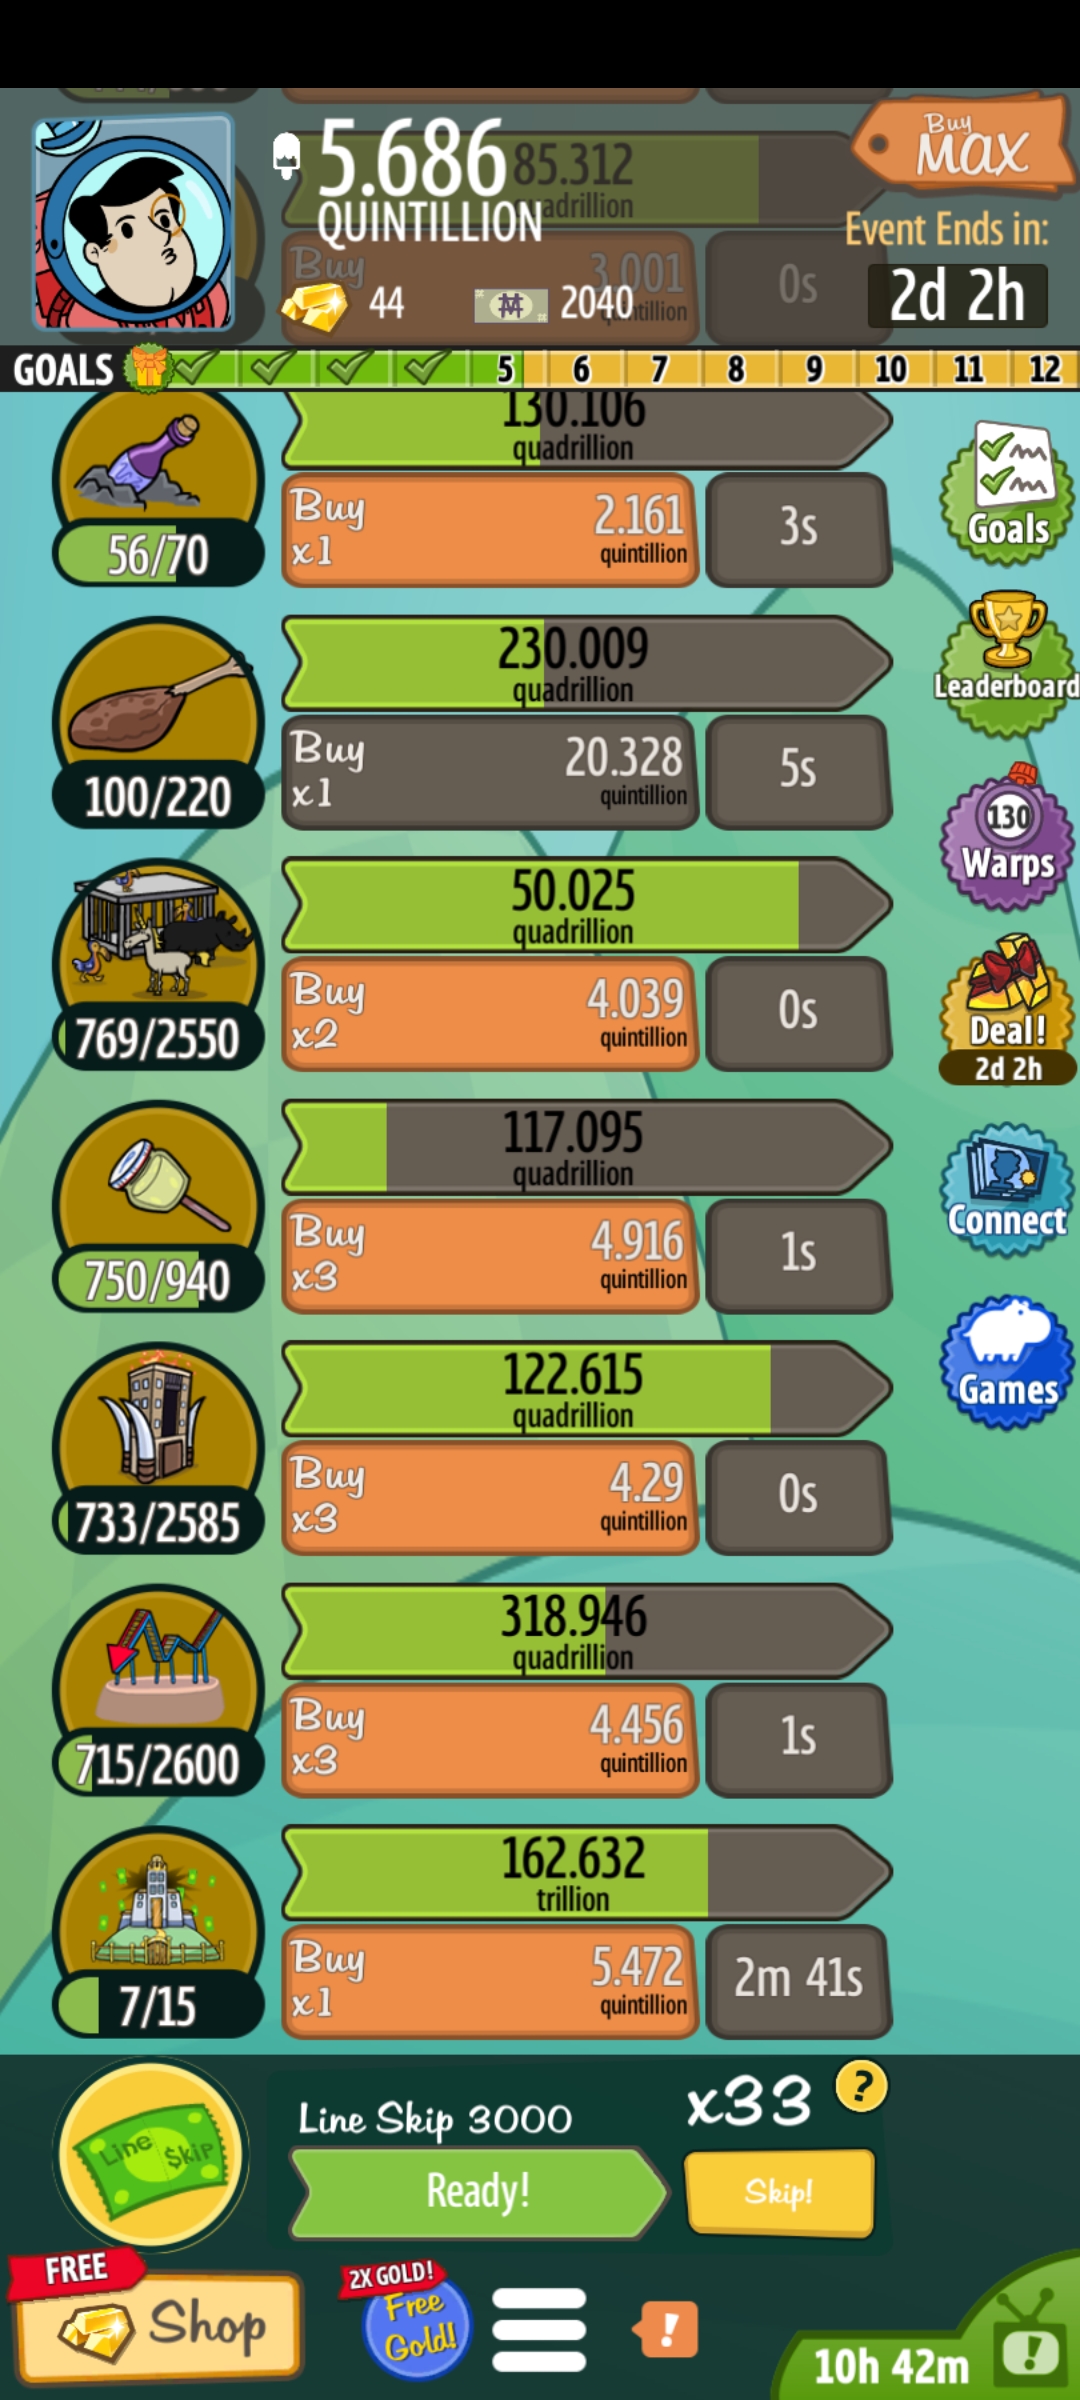 5.686
QUINTILLION
85.312
quadrillion
Buy
MAX
Event Ends in:
2d 2h
Buy
3.001
0s
44
2040
GOALS 5 6 7 8 9 10 11 12
130.106
quadrillion
Buy
x1
2.161
quintillion
3s
56/70
Goals
230.009
quadrillion
Buy
x1
20.328
quintillion
5s
100/220
Leaderboard
130
Warps
50.025
quadrillion
Buy
x2
4.039
quintillion
0s
769/2550
Deal!
2d 2h
117.095
quadrillion
Buy
x3
4.916
quintillion
1s
750/940
Connect
122.615
quadrillion
Buy
x3
4.29
quintillion
0s
733/2585
Games
318.946
quadrillion
Buy
x3
4.456
quintillion
1s
715/2600
162.632
trillion
Buy
x1
5.472
quintillion
2m 41s
7/15
Line Skip
Line Skip 3000
x33
?
Ready!
Skip!
FREE
Shop
2X GOLD!
Free
Gold!
!
10h 42m
!